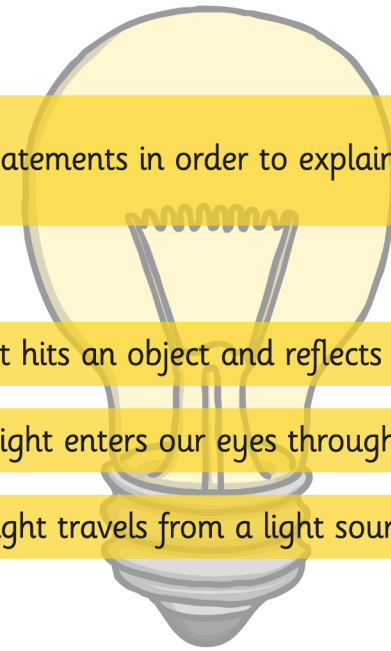 atements in order to explain
t hits an object and reflects
ight enters our eyes through
ght travels from a light sour